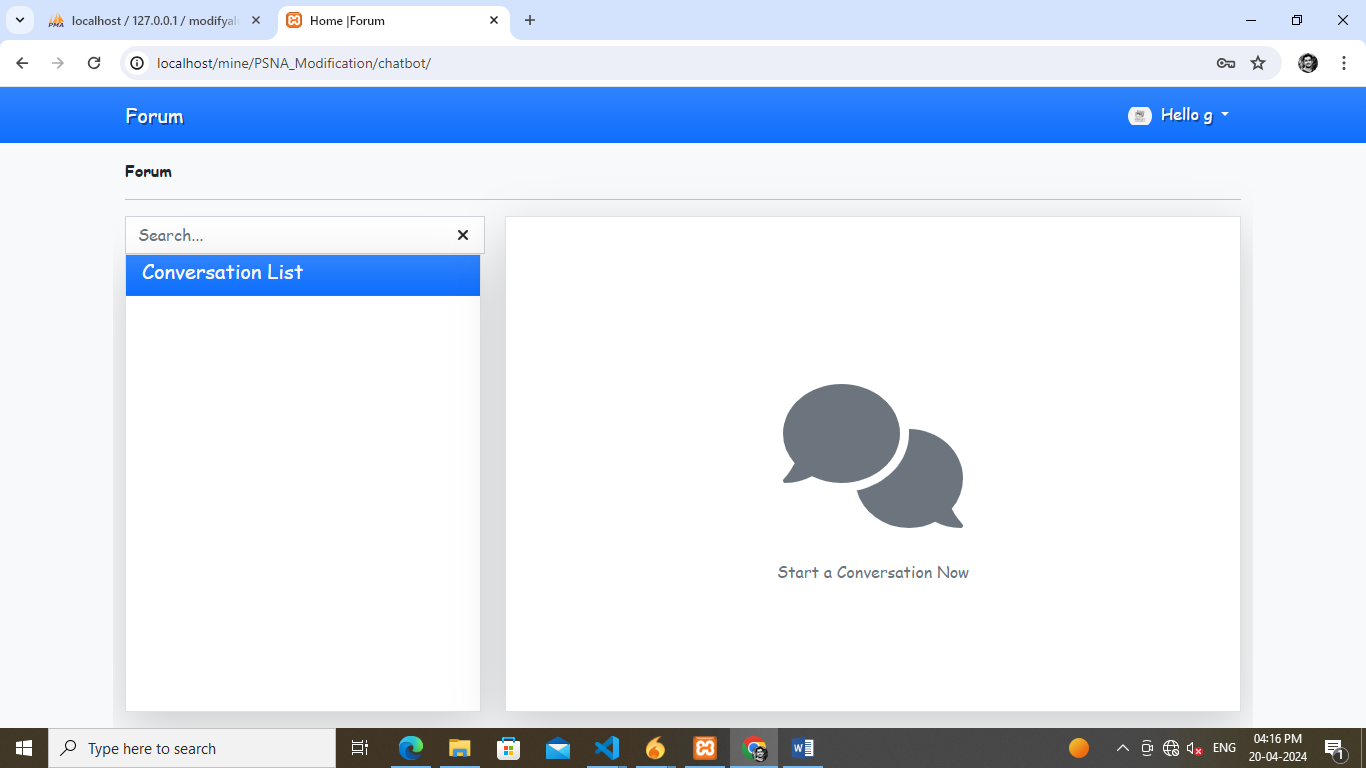 localhost / 127.0.0.1 / modifyal
Home |Forum
localhost/mine/PSNA_Modification/chatbot/
Forum
Hello g
Forum
Search...
Conversation List
Start a Conversation Now
Type here to search
ENG
04:16 PM
20-04-2024
1